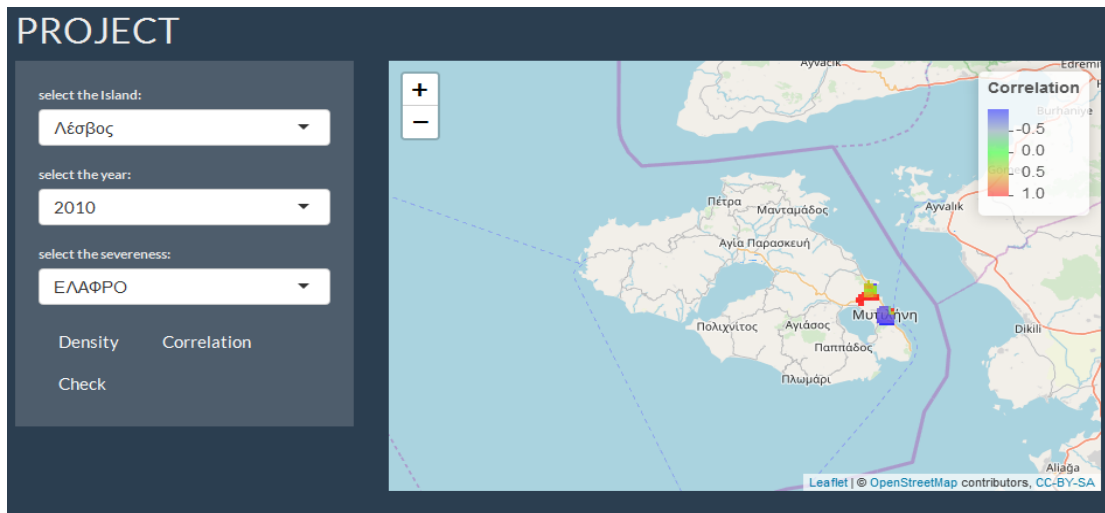 PROJECT
select the Island:
Λέσβος
select the year:
2010
select the severeness:
ΕΛΑΦΡΟ
Density Correlation
Check
+
−
Ayvacık
Edremi
Correlation
Burhaniye
-0.5
0.0
0.5
1.0
Πέτρα
Μανταμάδος
Ayvalık
Αγία Παρασκευή
Μυτιλήνη
Πολιχνίτος
Αγιάσος
Dikili
Παππάδος
Πλωμάρι
Aliağa
Leaflet | © OpenStreetMap contributors, CC-BY-SA